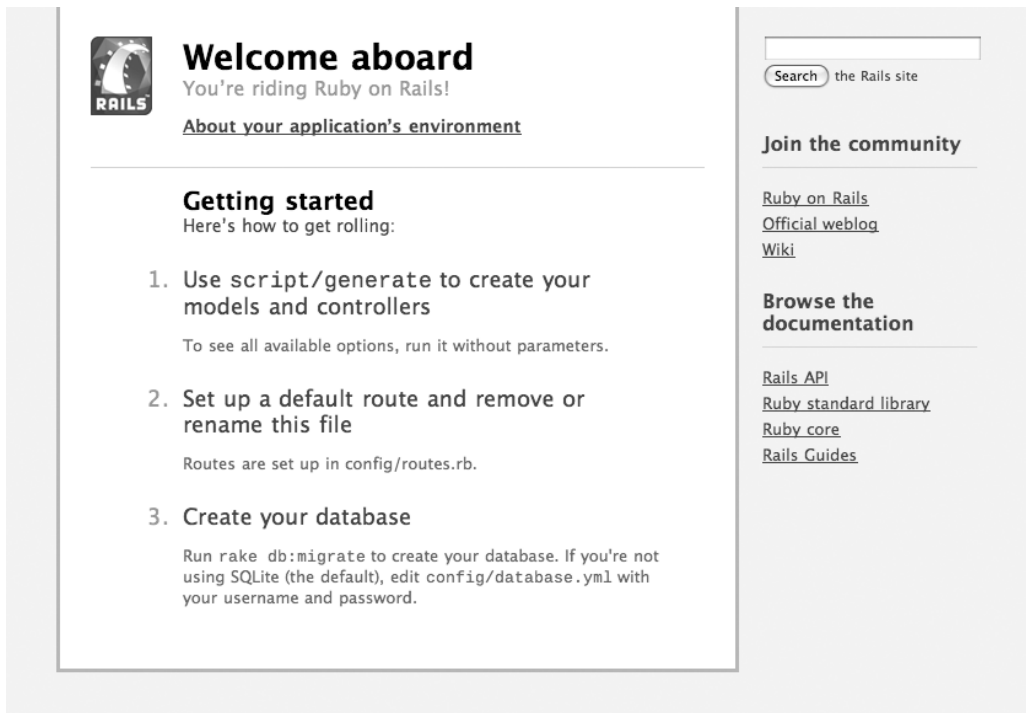 RAILS
Welcome aboard
You're riding Ruby on Rails!
About your application's environment
Getting started
Here's how to get rolling:
1. Use script/generate to create your
models and controllers
To see all available options, run it without parameters.
2. Set up a default route and remove or
rename this file
Routes are set up in config/routes.rb.
3. Create your database
Run rake db:migrate to create your database. If you're not
using SQLite (the default), edit config/database.yml with
your username and password.
Search the Rails site
Join the community
Ruby on Rails
Official weblog
Wiki
Browse the
documentation
Rails API
Ruby standard library
Ruby core
Rails Guides